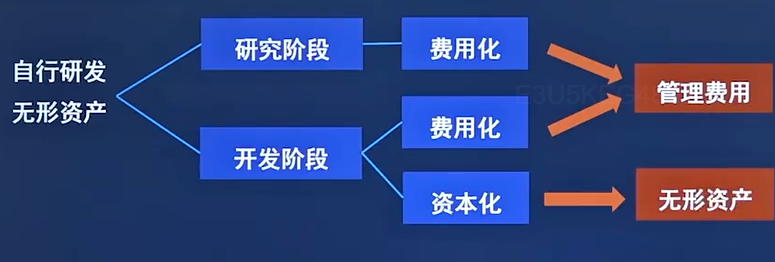 自行研发
无形资产
研究阶段
费用化
开发阶段
费用化
资本化
管理费用
无形资产